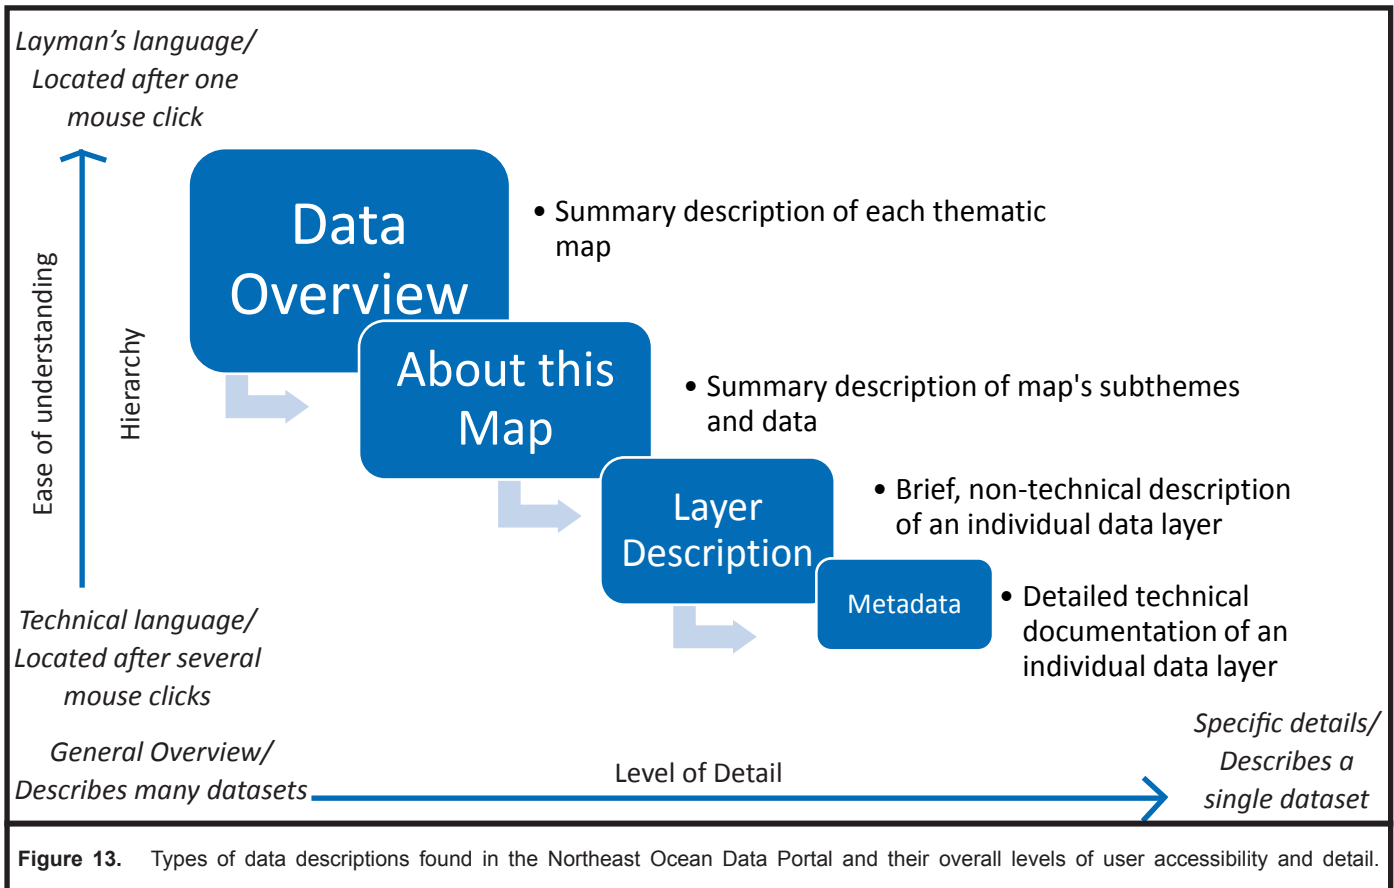 Layman’s language/
Located after one
mouse click
Ease of understanding
Hierarchy
Data
Overview
• Summary description of each thematic
map
About this
Map
• Summary description of map's subthemes
and data
Layer
Description
• Brief, non-technical description
of an individual data layer
Metadata
• Detailed technical
documentation of an
individual data layer
Technical language/
Located after several
mouse clicks
General Overview/
Describes many datasets
Level of Detail
Specific details/
Describes a
single dataset
Figure 13. Types of data descriptions found in the Northeast Ocean Data Portal and their overall levels of user accessibility and detail.